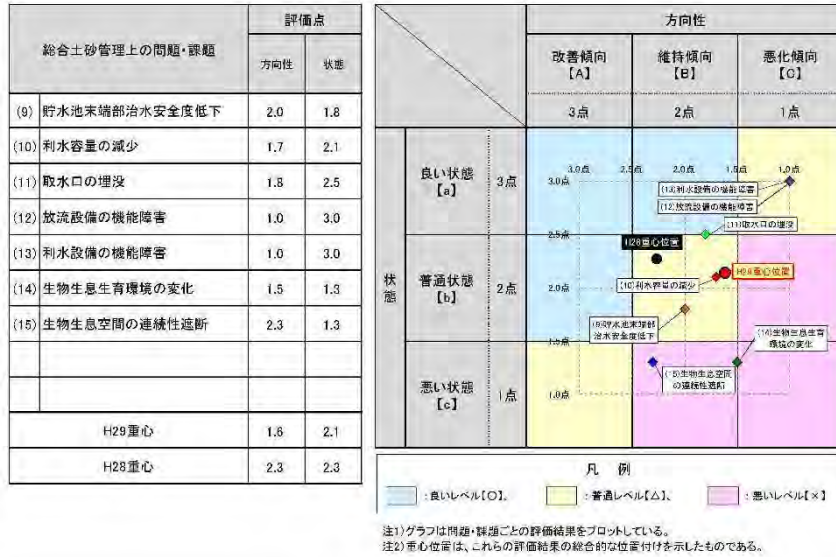 総合土砂管理上の問題・課題
評価点
方向性 状態
(9) 貯水池末端部治水安全度低下 2.0 1.8
(10) 利水容量の減少 1.7 2.1
(11) 取水口の埋没 1.8 2.5
(12) 放流設備の機能障害 1.0 3.0
(13) 利水設備の機能障害 1.0 3.0
(14) 生物生息生育環境の変化 1.5 1.3
(15) 生物生息空間の連続性遮断 2.3 1.3
H29重心 1.6 2.1
H28重心 2.3 2.3
方向性
改善傾向 維持傾向 悪化傾向
【A】 【B】 【C】
3点 2点 1点
状態
良い状態
【a】
3点
普通状態
【b】
2点
悪い状態
【c】
1点
3.0点 2.5点 2.0点 1.5点 1.0点
3.0点
2.5点
2.0点
1.5点
1.0点
(13)利水設備の機能障害
(12)放流設備の機能障害
(11)取水口の埋没
H28重心位置
H29重心位置
(10)利水容量の減少
(9)貯水池末端部
治水安全度低下
(14)生物生息生育
環境の変化
(15)生物生息空間
の連続性遮断
凡 例
:良いレベル【○】、 :普通レベル【△】、 :悪いレベル【×】
注1)グラフは問題・課題ごとの評価結果をプロットしている。
注2)重心位置は、これらの評価結果の総合的な位置付けを示したものである。